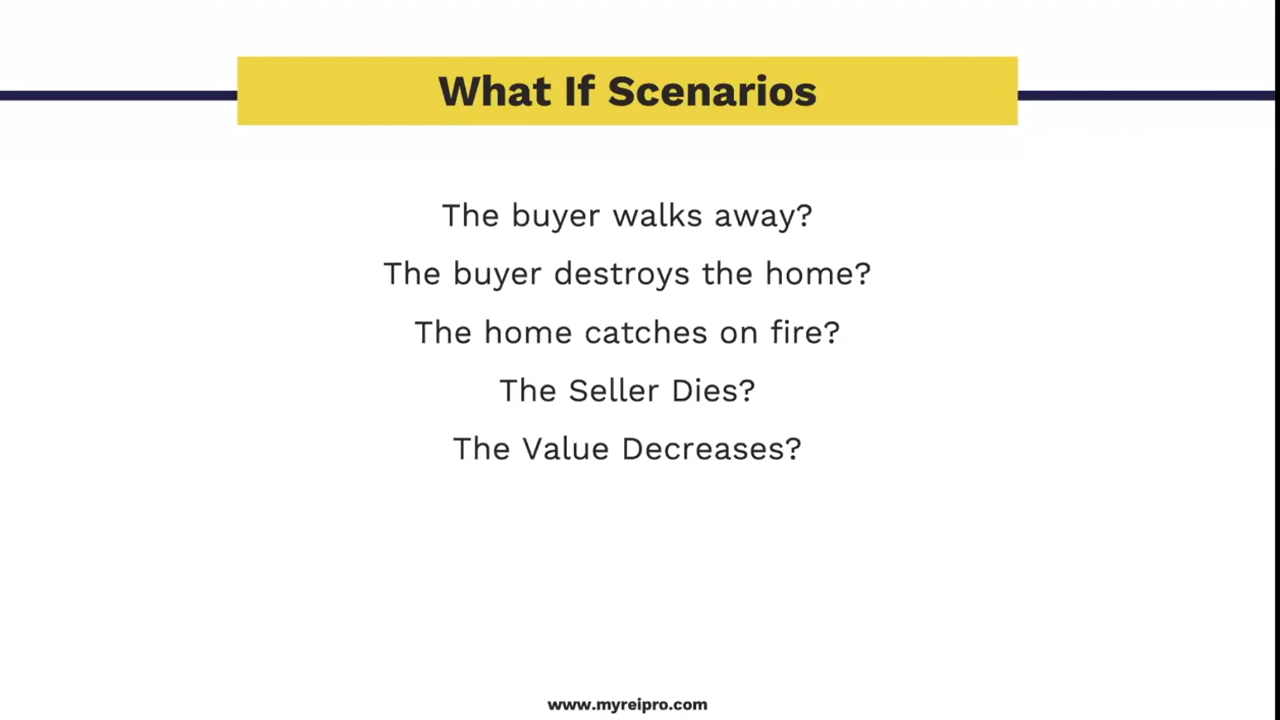 What If Scenarios
The buyer walks away?
The buyer destroys the home?
The home catches on fire?
The Seller Dies?
The Value Decreases?
www.myreipro.com